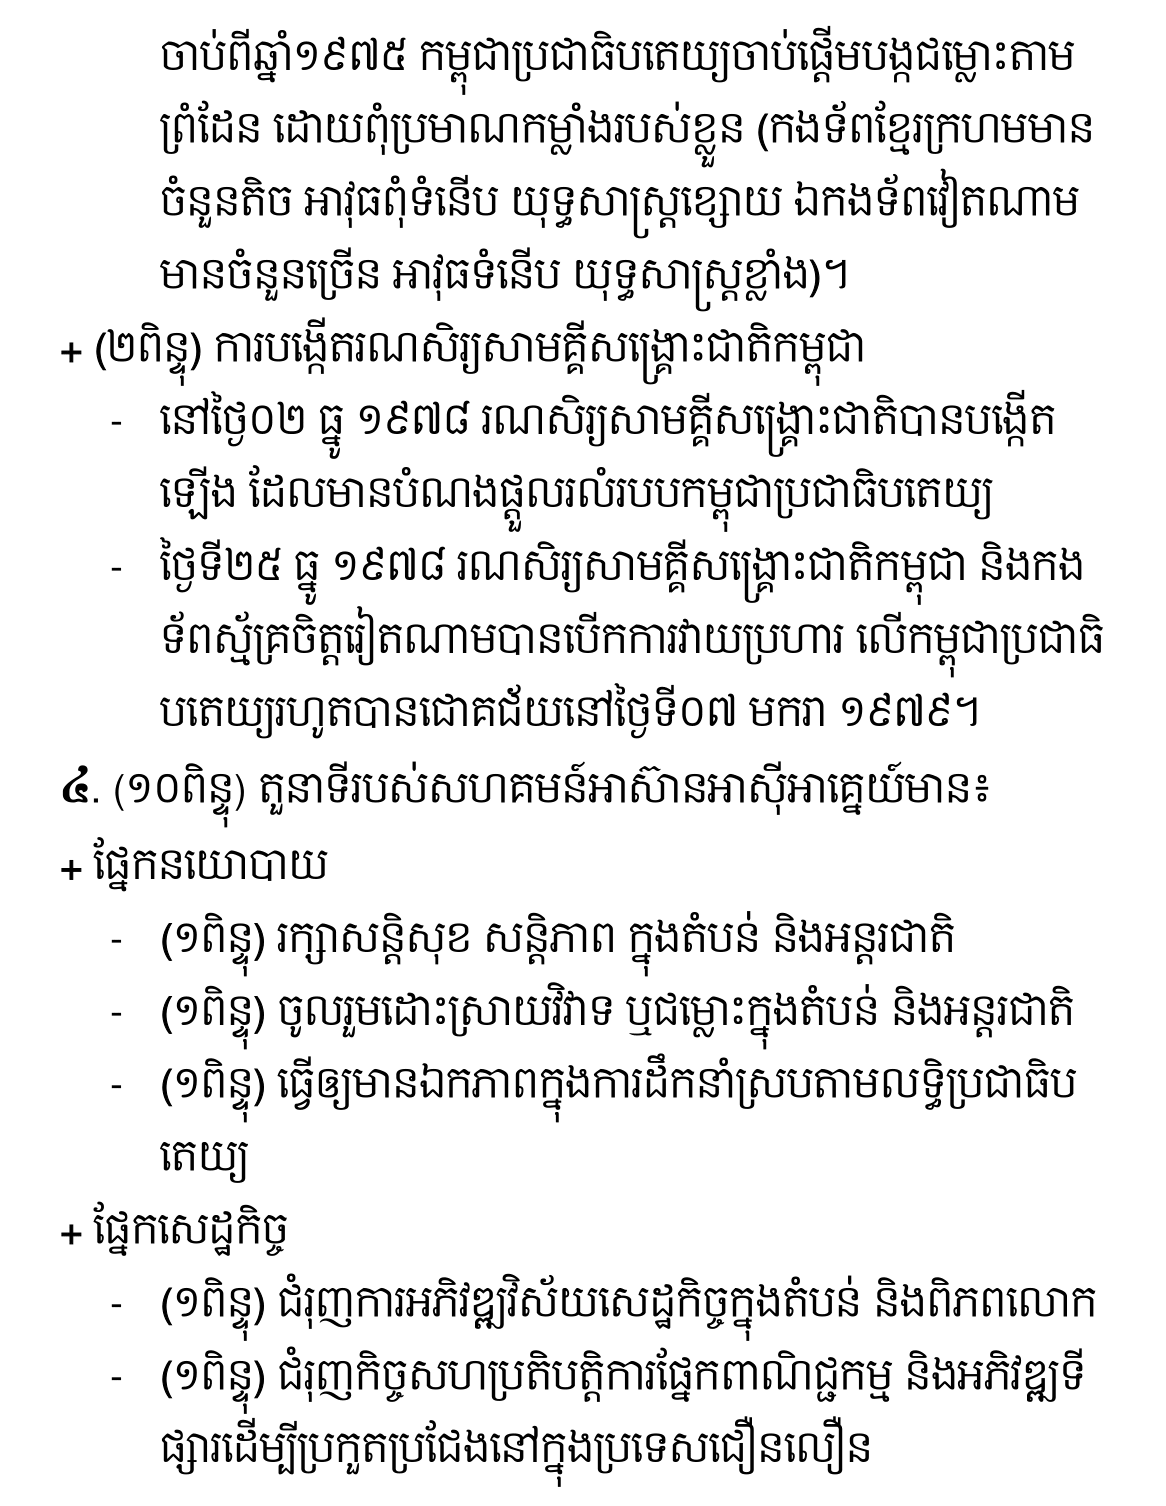 ចាប់ពីឆ្នាំ១៩៧៥ កម្ពុជាប្រជាធិបតេយ្យចាប់ផ្តើមបង្កជម្លោះតាម
ព្រំដែន ដោយពុំប្រមាណកម្លាំងរបស់ខ្លួន (កងទ័ពខ្មែរក្រហមមាន
ចំនួនតិច អាវុធពុំទំនើប យុទ្ធសាស្ត្រខ្សោយ ឯកងទ័ពវៀតណាម
មានចំនួនច្រើន អាវុធទំនើប យុទ្ធសាស្ត្រខ្លាំង)។
+ (២ពិន្ទុ) ការបង្កើតរណសិរ្យសាមគ្គីសង្គ្រោះជាតិកម្ពុជា
- នៅថ្ងៃ០២ ធ្នូ ១៩៧៨ រណសិរ្យសាមគ្គីសង្គ្រោះជាតិបានបង្កើត
ឡើង ដែលមានបំណងផ្តួលរលំរបបកម្ពុជាប្រជាធិបតេយ្យ
- ថ្ងៃទី២៥ ធ្នូ ១៩៧៨ រណសិរ្យសាមគ្គីសង្គ្រោះជាតិកម្ពុជា និងកង
ទ័ពស្ម័គ្រចិត្តវៀតណាមបានបើកការវាយប្រហារ លើកម្ពុជាប្រជាធិ
បតេយ្យរហូតបានជោគជ័យនៅថ្ងៃទី០៧ មករា ១៩៧៩។
៤. (១០ពិន្ទុ) តួនាទីរបស់សហគមន៍អាស៊ានអាស៊ីអាគ្នេយ៍មាន៖
+ ផ្នែកនយោបាយ
- (១ពិន្ទុ) រក្សាសន្តិសុខ សន្តិភាព ក្នុងតំបន់ និងអន្តរជាតិ
- (១ពិន្ទុ) ចូលរួមដោះស្រាយវិវាទ ឬជម្លោះក្នុងតំបន់ និងអន្តរជាតិ
- (១ពិន្ទុ) ធ្វើឲ្យមានឯកភាពក្នុងការដឹកនាំស្របតាមលទ្ធិប្រជាធិប
តេយ្យ
+ ផ្នែកសេដ្ឋកិច្ច
- (១ពិន្ទុ) ជំរុញការអភិវឌ្ឍវិស័យសេដ្ឋកិច្ចក្នុងតំបន់ និងពិភពលោក
- (១ពិន្ទុ) ជំរុញកិច្ចសហប្រតិបត្តិការផ្នែកពាណិជ្ជកម្ម និងអភិវឌ្ឍទី
ផ្សារដើម្បីប្រកួតប្រជែងនៅក្នុងប្រទេសជឿនលឿន